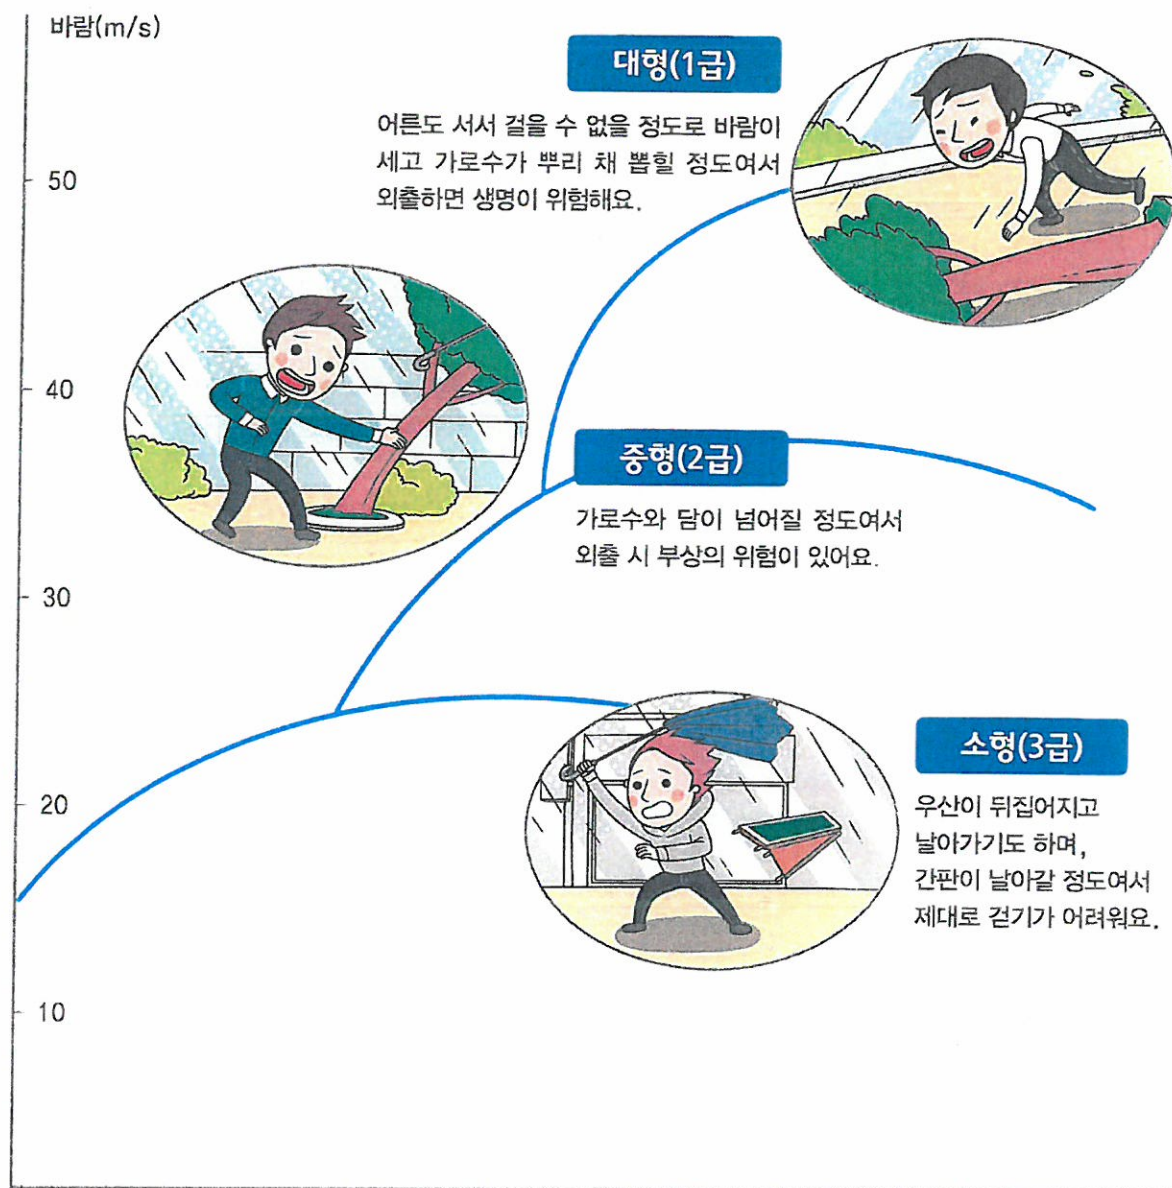 바람(m/s)
대형(1급)
어른도 서서 걸을 수 없을 정도로 바람이
세고 가로수가 뿌리 채 뽑힐 정도여서
외출하면 생명이 위험해요.
50
40
중형(2급)
가로수와 담이 넘어질 정도여서
외출 시 부상의 위험이 있어요.
30
소형(3급)
20
우산이 뒤집어지고
날아가기도 하며,
간판이 날아갈 정도여서
제대로 걷기가 어려워요.
10